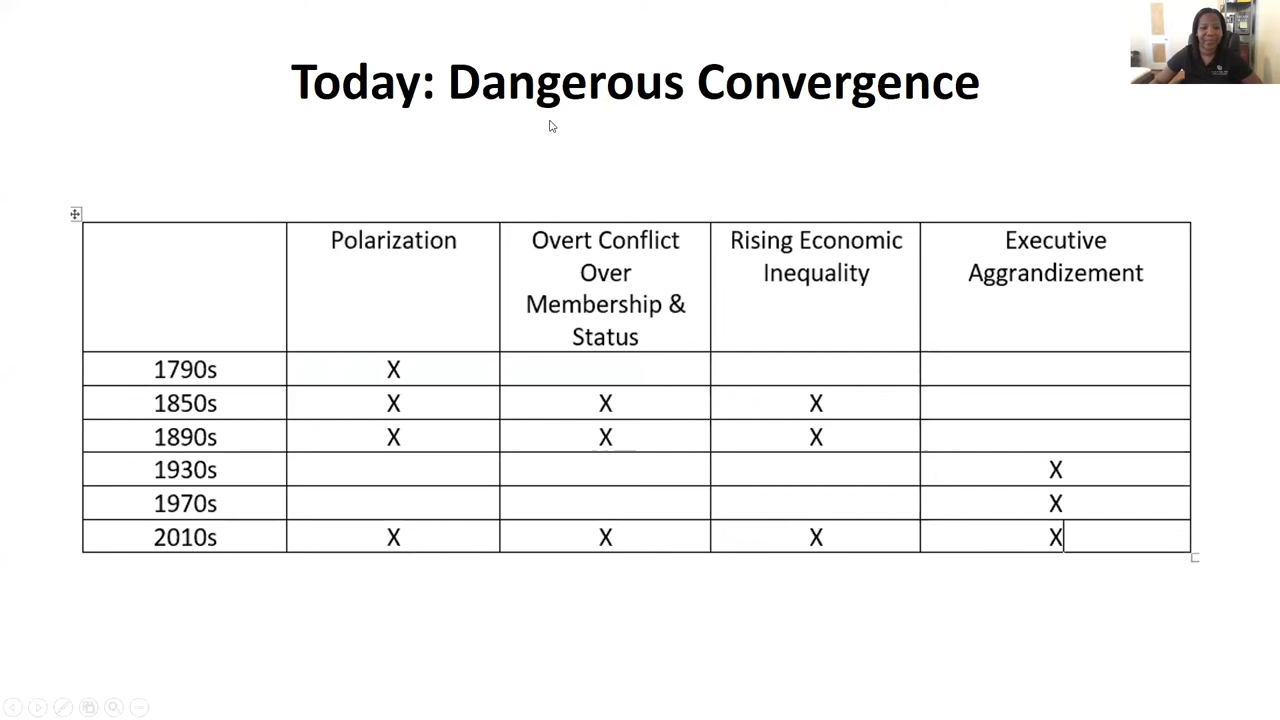 Today: Dangerous Convergence
Polarization
Overt Conflict
Over
Membership &
Status
Rising Economic
Inequality
Executive
Aggrandizement
1790s X
1850s X X X
1890s X X X
1930s X
1970s X
2010s X X X X